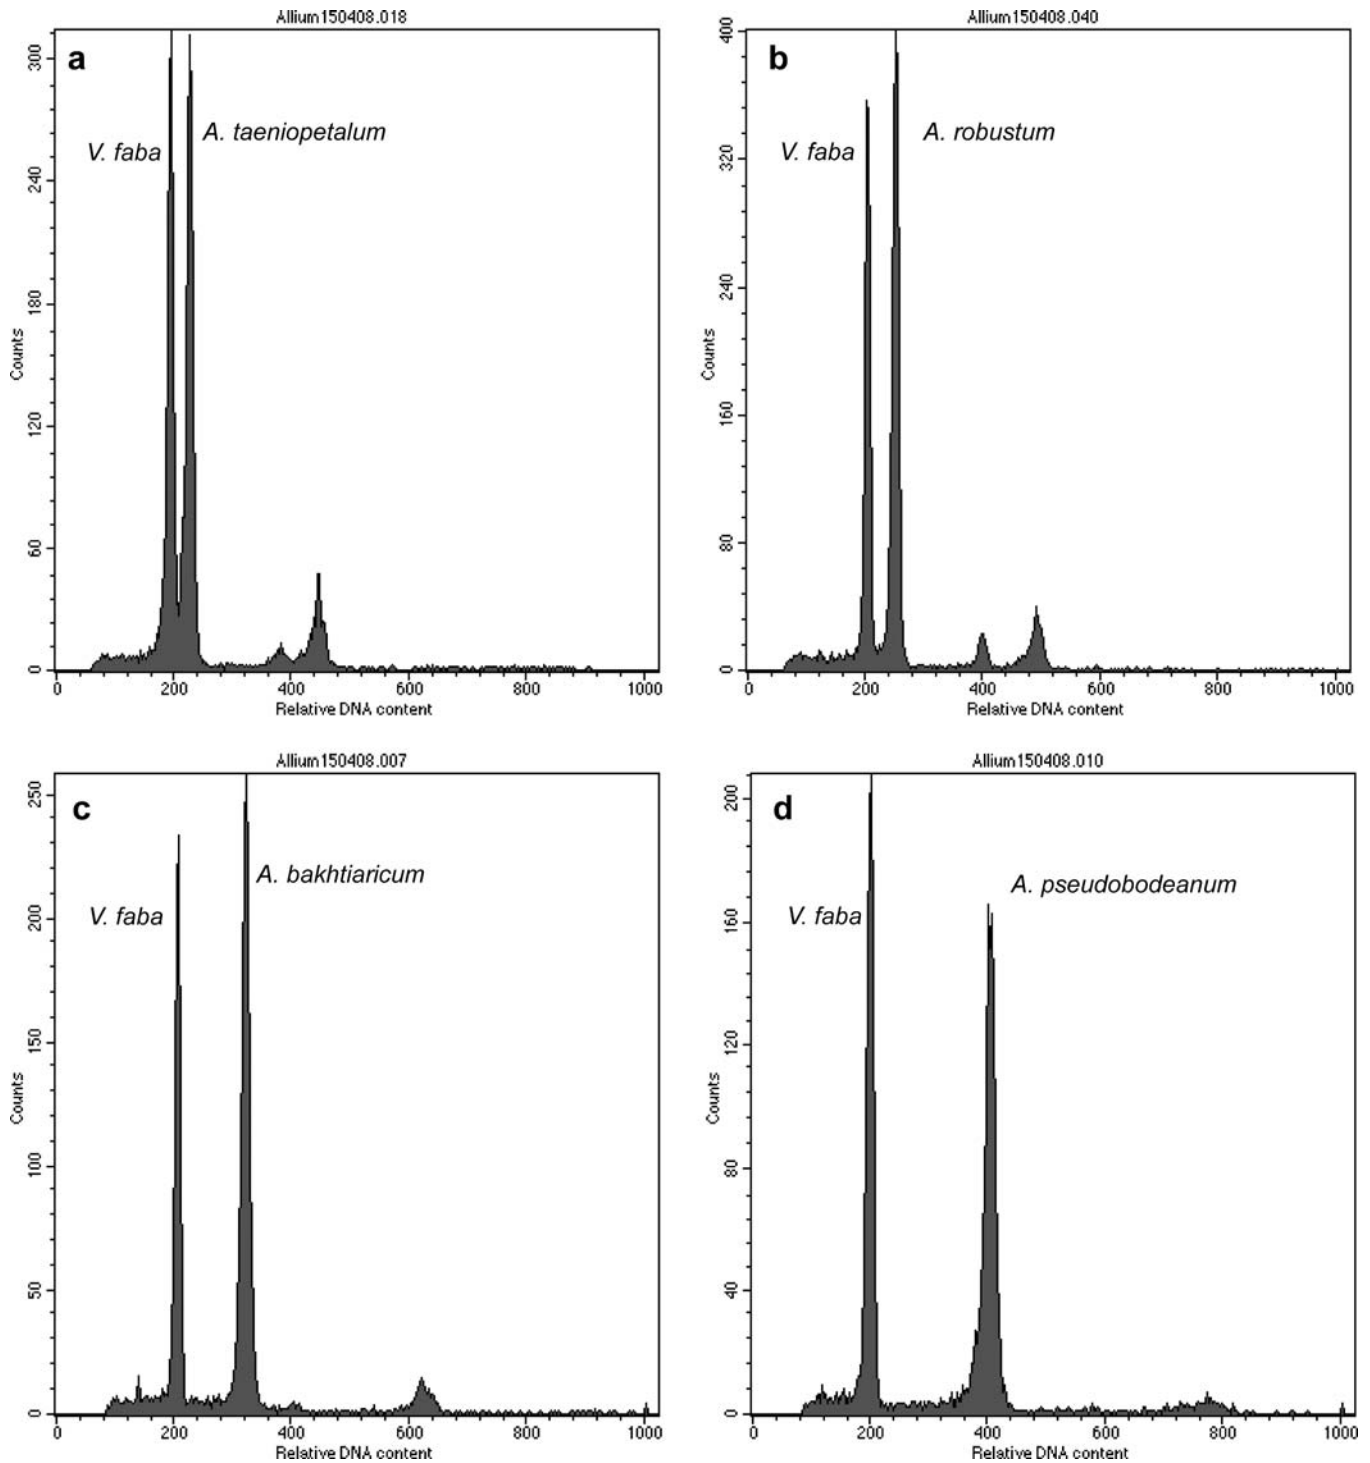 Allium150408.018
a
A. taeniopetalum
V. faba
Counts
300
240
180
120
60
0
0 200 400 600 800 1000
Relative DNA content
Allium150408.040
b
A. robustum
V. faba
Counts
400
320
240
160
80
0
0 200 400 600 800 1000
Relative DNA content
Allium150408.007
c
A. bakhtiaricum
V. faba
Counts
250
200
150
100
50
0
0 200 400 600 800 1000
Relative DNA content
Allium150408.010
d
A. pseudobodeanum
V. faba
Counts
200
160
120
80
40
0
0 200 400 600 800 1000
Relative DNA content